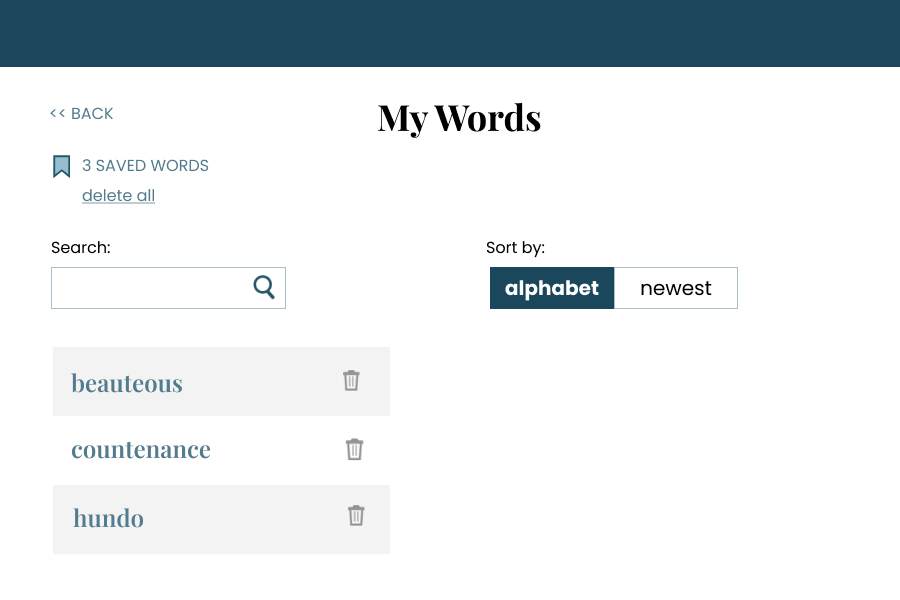 << BACK
My Words
3 SAVED WORDS
delete all
Search:
Sort by:
alphabet
newest
beauteous
countenance
hundo